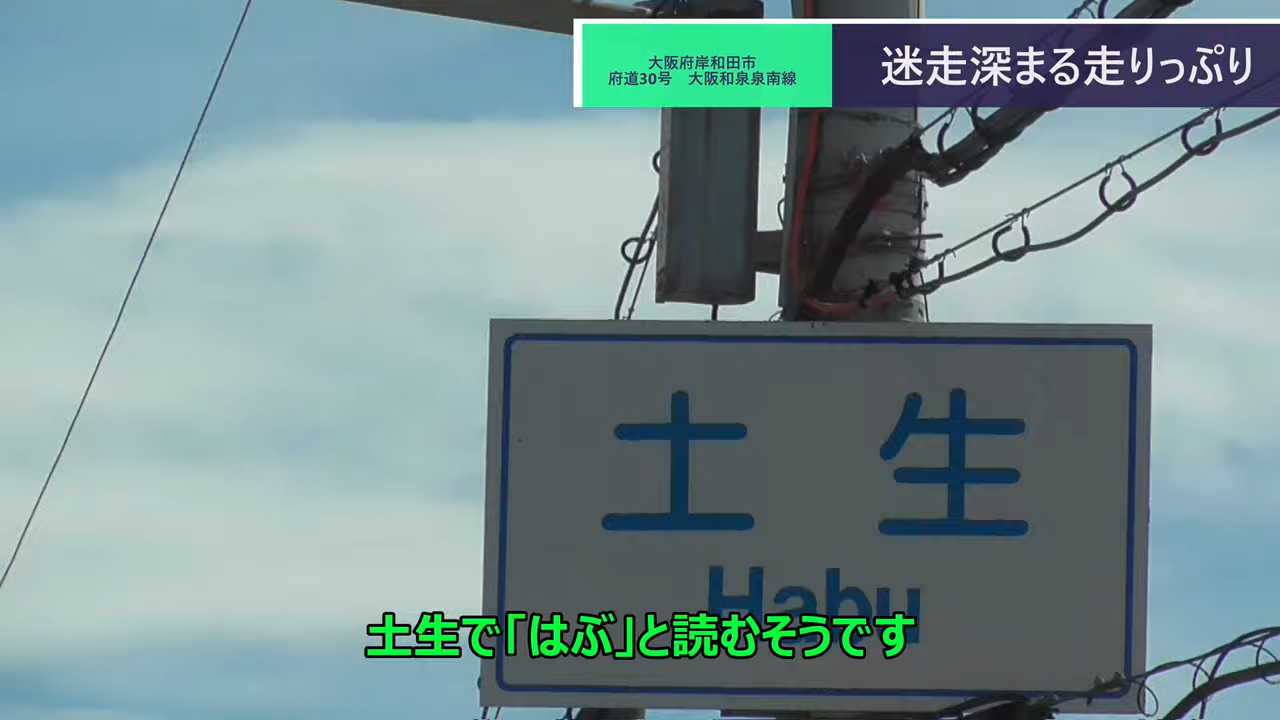 大阪府岸和田市
府道30号　大阪和泉泉南線
迷走深まる走りっぷり
土生
Habu
土生で「はぶ」と読むそうです